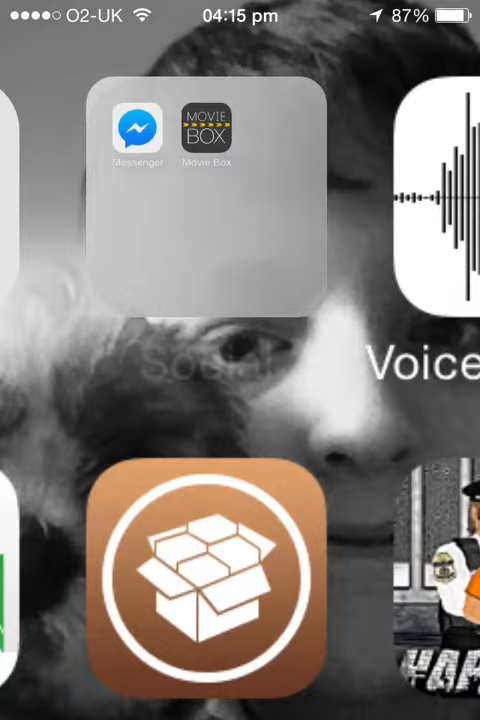 O2-UK 04:15 pm 87%
MOVIE
BOX
Messenger Movie Box
Social
Voice